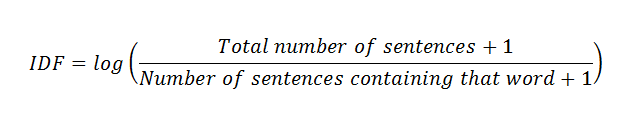 IDF = log ( Total number of sentences + 1 / Number of sentences containing that word + 1 )